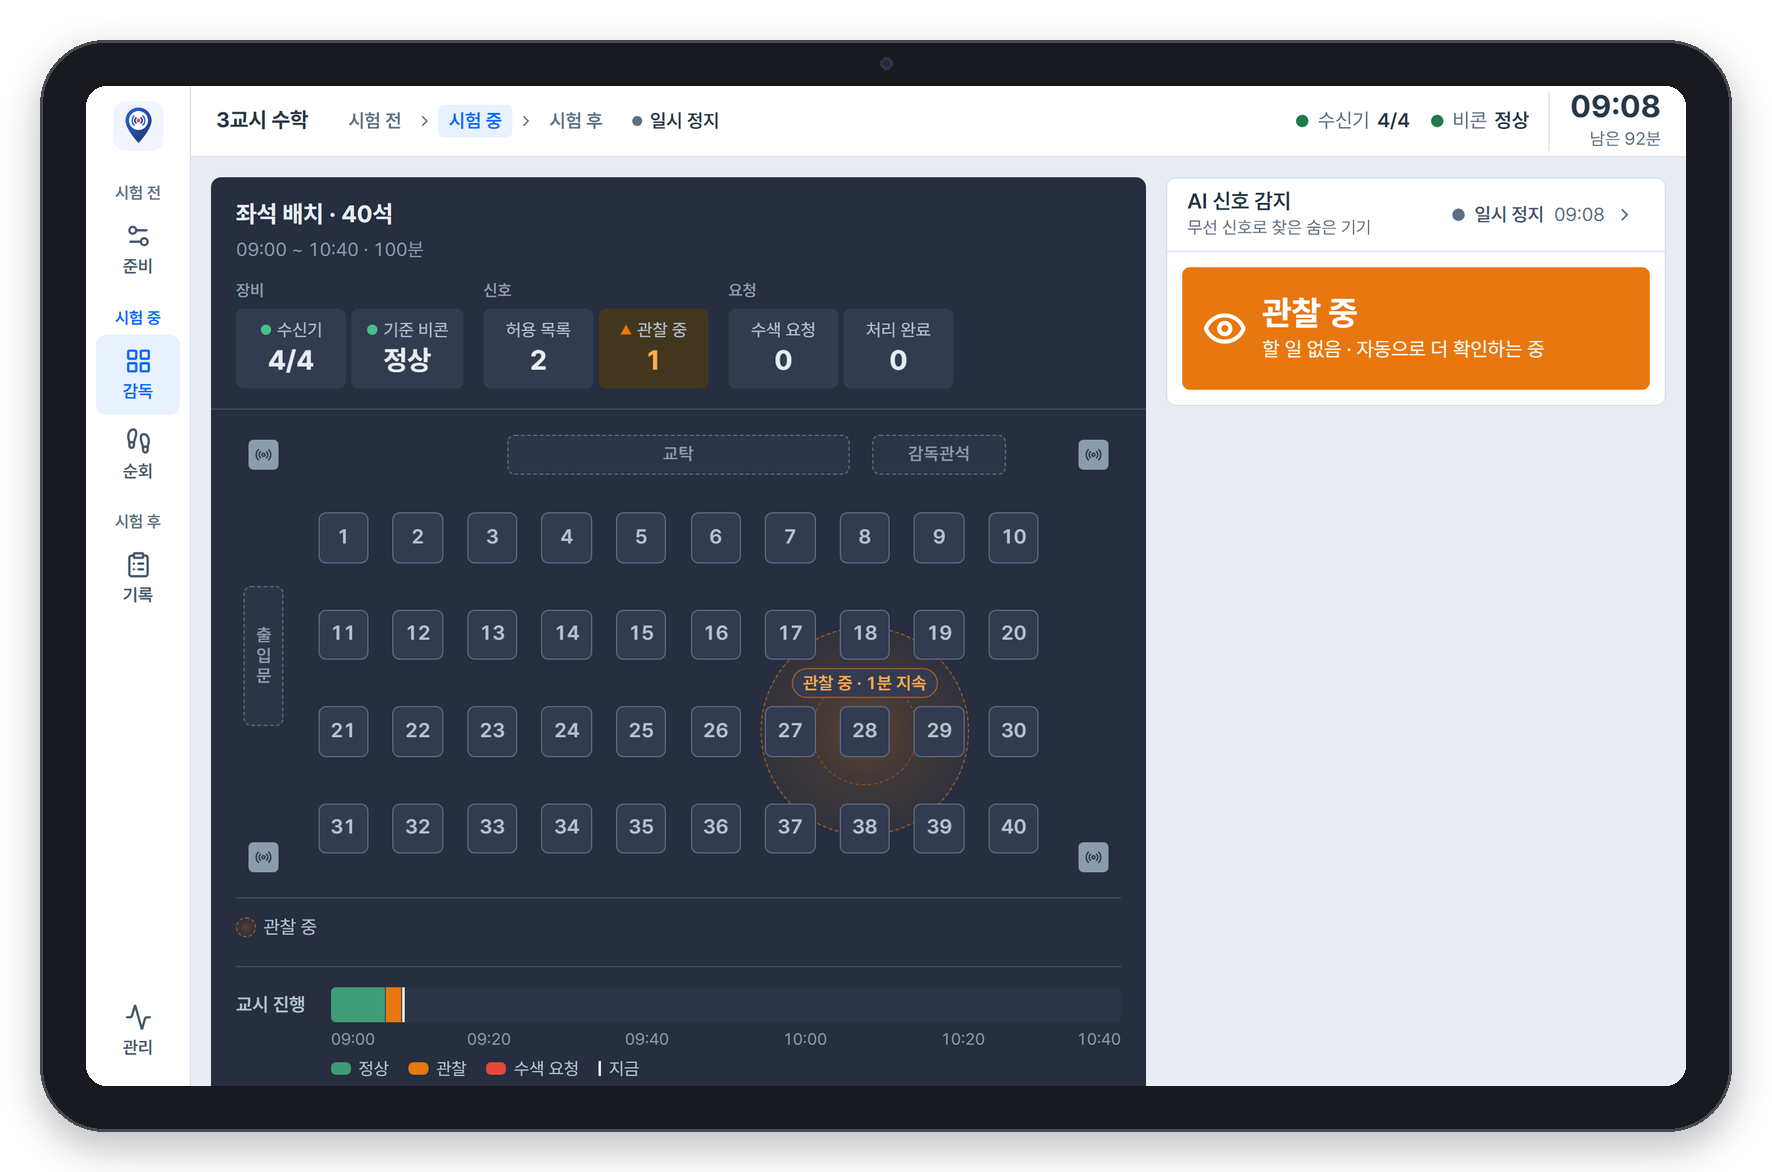 3교시 수학
시험 전 > 시험 중 > 시험 후
일시 정지
수신기 4/4
비콘 정상
09:08
남은 92분
시험 전
준비
시험 중
감독
순회
시험 후
기록
관리
좌석 배치 · 40석
09:00 ~ 10:40 · 100분
장비
수신기
4/4
기준 비콘
정상
신호
허용 목록
2
관찰 중
1
요청
수색 요청
0
처리 완료
0
교탁
감독관석
출입문
1 2 3 4 5 6 7 8 9 10
11 12 13 14 15 16 17 18 19 20
관찰 중 · 1분 지속
21 22 23 24 25 26 27 28 29 30
31 32 33 34 35 36 37 38 39 40
관찰 중
교시 진행
09:00 09:20 09:40 10:00 10:20 10:40
정상 관찰 수색 요청 지금
AI 신호 감지
무선 신호로 찾은 숨은 기기
일시 정지 09:08 >
관찰 중
할 일 없음 · 자동으로 더 확인하는 중